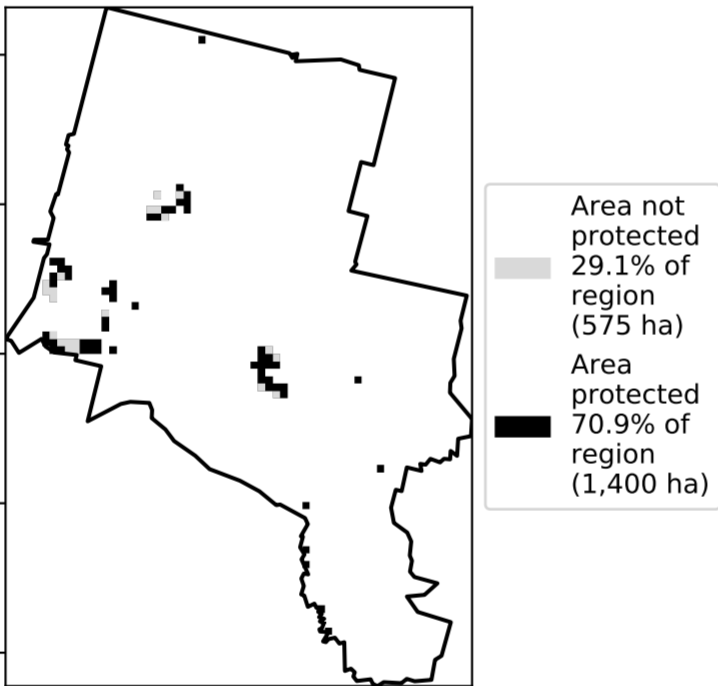 Area not
protected
29.1% of
region
(575 ha)
Area
protected
70.9% of
region
(1,400 ha)